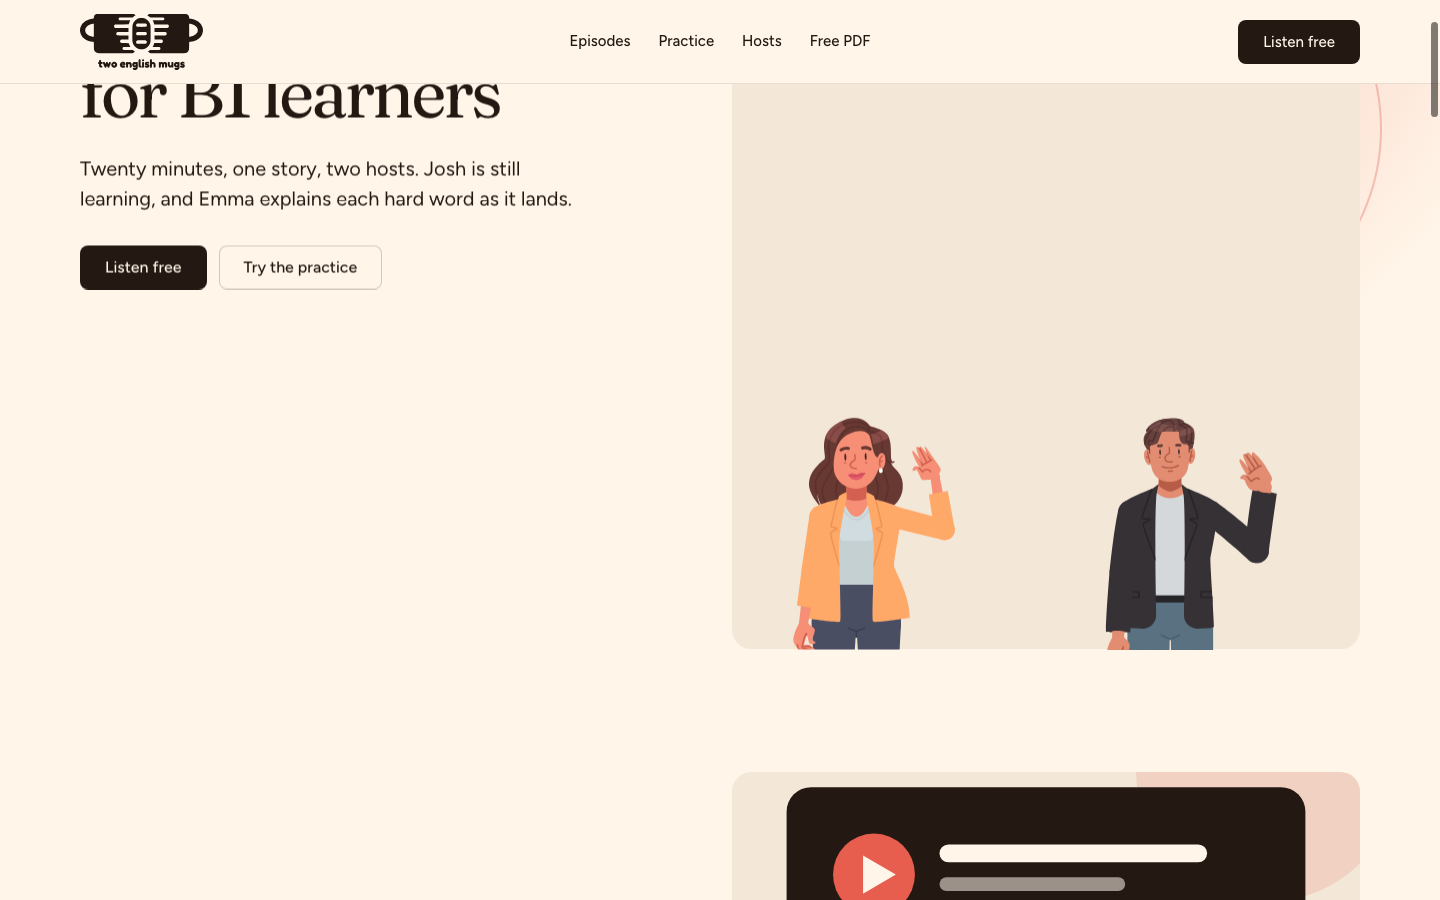 two english mugs
Episodes
Practice
Hosts
Free PDF
Listen free
for B1 learners
Twenty minutes, one story, two hosts. Josh is still
learning, and Emma explains each hard word as it lands.
Listen free
Try the practice